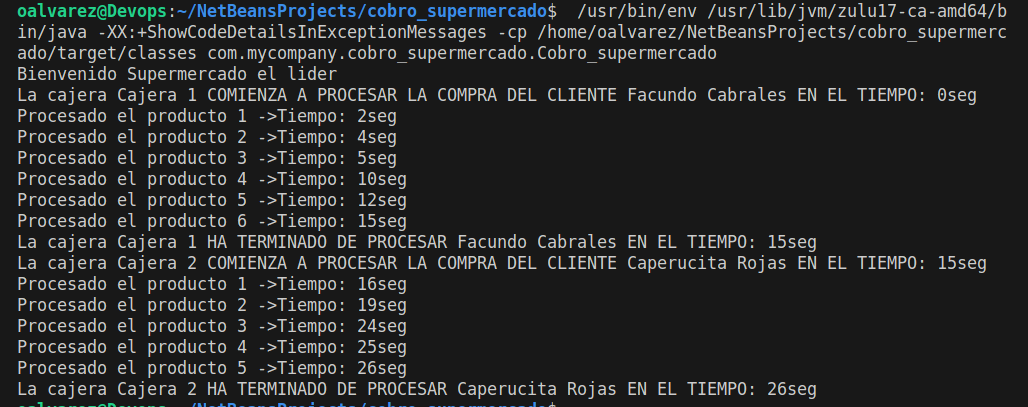 oalvarez@Devops:~/NetBeansProjects/cobro_supermercado$  /usr/bin/env /usr/lib/jvm/zulu17-ca-amd64/b
in/java -XX:+ShowCodeDetailsInExceptionMessages -cp /home/oalvarez/NetBeansProjects/cobro_supermerc
ado/target/classes com.mycompany.cobro_supermercado.Cobro_supermercado
Bienvenido Supermercado el lider
La cajera Cajera 1 COMIENZA A PROCESAR LA COMPRA DEL CLIENTE Facundo Cabrales EN EL TIEMPO: 0seg
Procesado el producto 1 ->Tiempo: 2seg
Procesado el producto 2 ->Tiempo: 4seg
Procesado el producto 3 ->Tiempo: 5seg
Procesado el producto 4 ->Tiempo: 10seg
Procesado el producto 5 ->Tiempo: 12seg
Procesado el producto 6 ->Tiempo: 15seg
La cajera Cajera 1 HA TERMINADO DE PROCESAR Facundo Cabrales EN EL TIEMPO: 15seg
La cajera Cajera 2 COMIENZA A PROCESAR LA COMPRA DEL CLIENTE Caperucita Rojas EN EL TIEMPO: 15seg
Procesado el producto 1 ->Tiempo: 16seg
Procesado el producto 2 ->Tiempo: 19seg
Procesado el producto 3 ->Tiempo: 24seg
Procesado el producto 4 ->Tiempo: 25seg
Procesado el producto 5 ->Tiempo: 26seg
La cajera Cajera 2 HA TERMINADO DE PROCESAR Caperucita Rojas EN EL TIEMPO: 26seg
oalvarez@Devops:~/NetBeansProjects/cobro_supermercado$